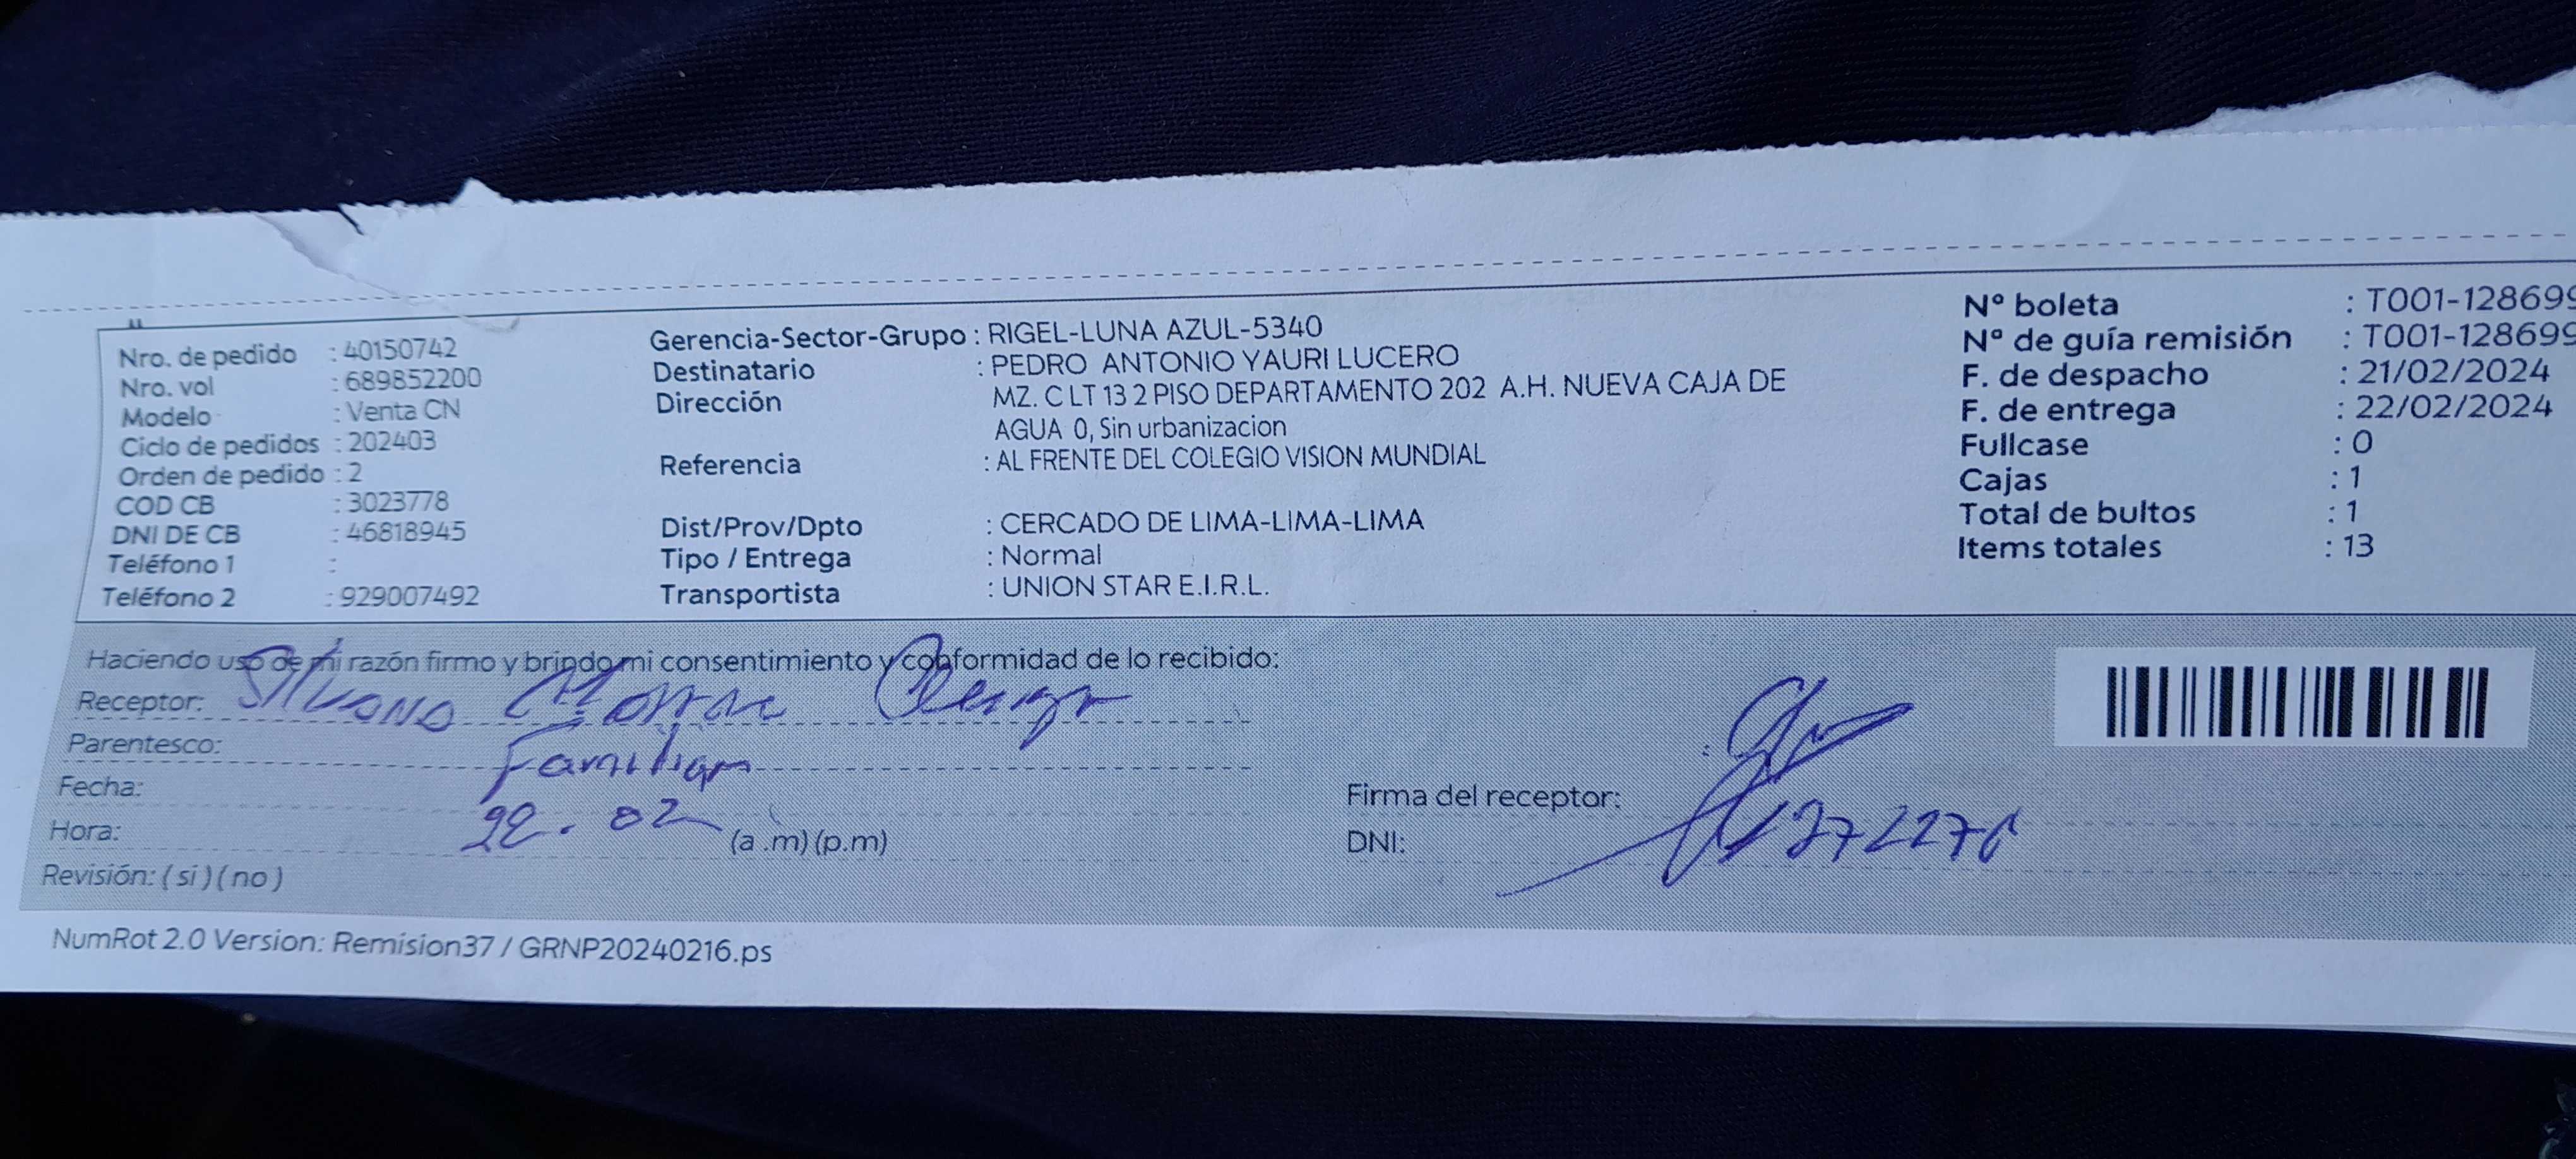 Nro. de pedido : 40150742
Nro. vol : 689852200
Modelo : Venta CN
Ciclo de pedidos : 202403
Orden de pedido : 2
COD CB : 3023778
DNI DE CB : 46818945
Teléfono 1 :
Teléfono 2 : 929007492
Gerencia-Sector-Grupo : RIGEL-LUNA AZUL-5340
Destinatario : PEDRO ANTONIO YAURI LUCERO
Dirección MZ. C LT 13 2 PISO DEPARTAMENTO 202 A.H. NUEVA CAJA DE
AGUA 0, Sin urbanizacion
Referencia : AL FRENTE DEL COLEGIO VISION MUNDIAL
Dist/Prov/Dpto : CERCADO DE LIMA-LIMA-LIMA
Tipo / Entrega : Normal
Transportista : UNION STAR E.I.R.L.
Nº boleta : T001-128699
Nº de guía remisión : T001-128699
F. de despacho : 21/02/2024
F. de entrega : 22/02/2024
Fullcase : 0
Cajas : 1
Total de bultos : 1
Items totales : 13
Haciendo uso de mi razón firmo y brindo mi consentimiento y conformidad de lo recibido:
Receptor:
Parentesco: Familiar
Fecha: 22.02
Hora: (a .m) (p.m)
Revisión: ( si ) ( no )
Firma del receptor:
DNI:
NumRot 2.0 Version: Remision37 / GRNP20240216.ps